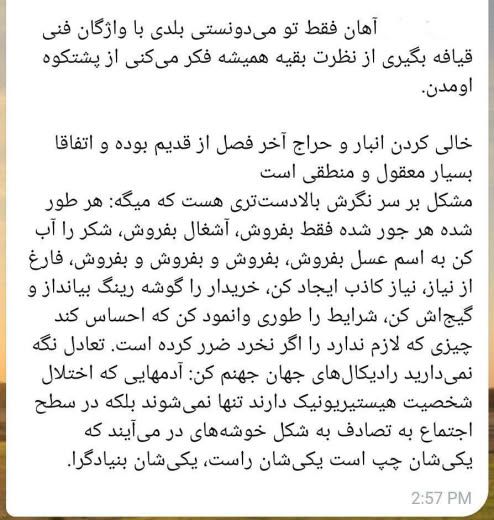 آهان فقط تو می‌دونستی بلدی با واژگان فنی
قیافه بگیری از نظرت بقیه همیشه فکر می‌کنی از پشتکوه
اومدن.
خالی کردن انبار و حراج آخر فصل از قدیم بوده و اتفاقا
بسیار معقول و منطقی است
مشکل بر سر نگرش بالادست‌تری هست که میگه: هر طور
شده هر جور شده فقط بفروش، آشغال بفروش، شکر را آب
کن به اسم عسل بفروش، بفروش و بفروش و بفروش، فارغ
از نیاز، نیاز کاذب ایجاد کن، خریدار را گوشه رینگ بیانداز و
گیج‌اش کن، شرایط را طوری وانمود کن که احساس کند
چیزی که لازم ندارد را اگر نخرد ضرر کرده است. تعادل نگه
نمی‌دارید رادیکال‌های جهان جهنم کن: آدمهایی که اختلال
شخصیت هیستیریونیک دارند تنها نمی‌شوند بلکه در سطح
اجتماع به تصادف به شکل خوشه‌های در می‌آیند که
یکی‌شان چپ است یکی‌شان راست، یکی‌شان بنیادگرا.
2:57 PM